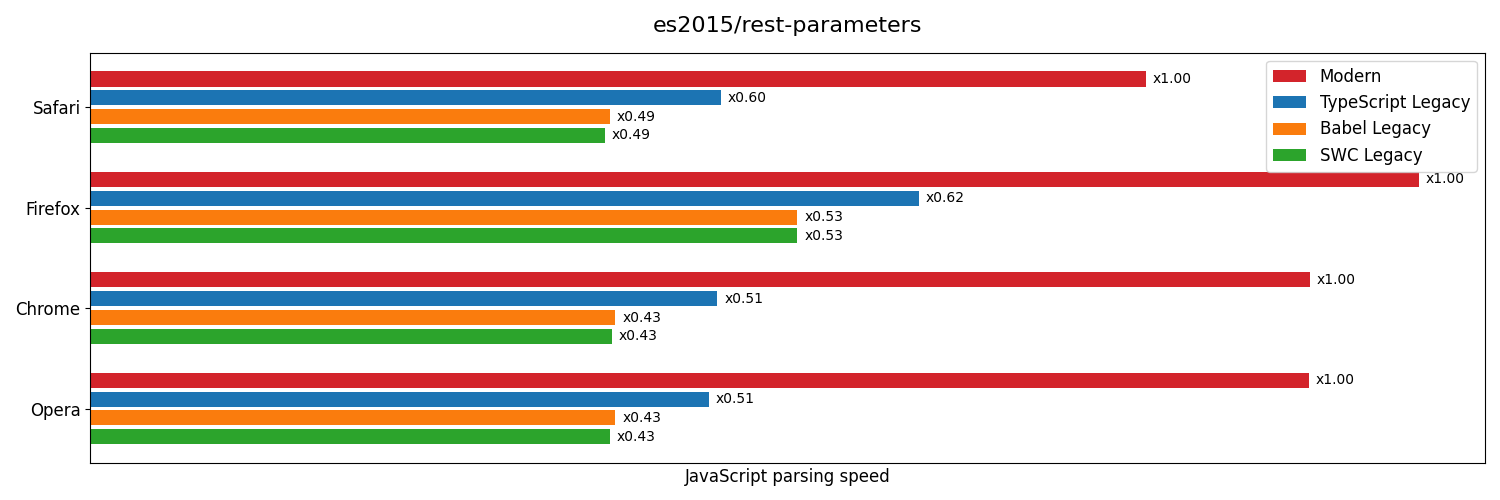 es2015/rest-parameters
Modern
TypeScript Legacy
Babel Legacy
SWC Legacy
Safari
x1.00
x0.60
x0.49
x0.49
Firefox
x1.00
x0.62
x0.53
x0.53
Chrome
x1.00
x0.51
x0.43
x0.43
Opera
x1.00
x0.51
x0.43
x0.43
JavaScript parsing speed